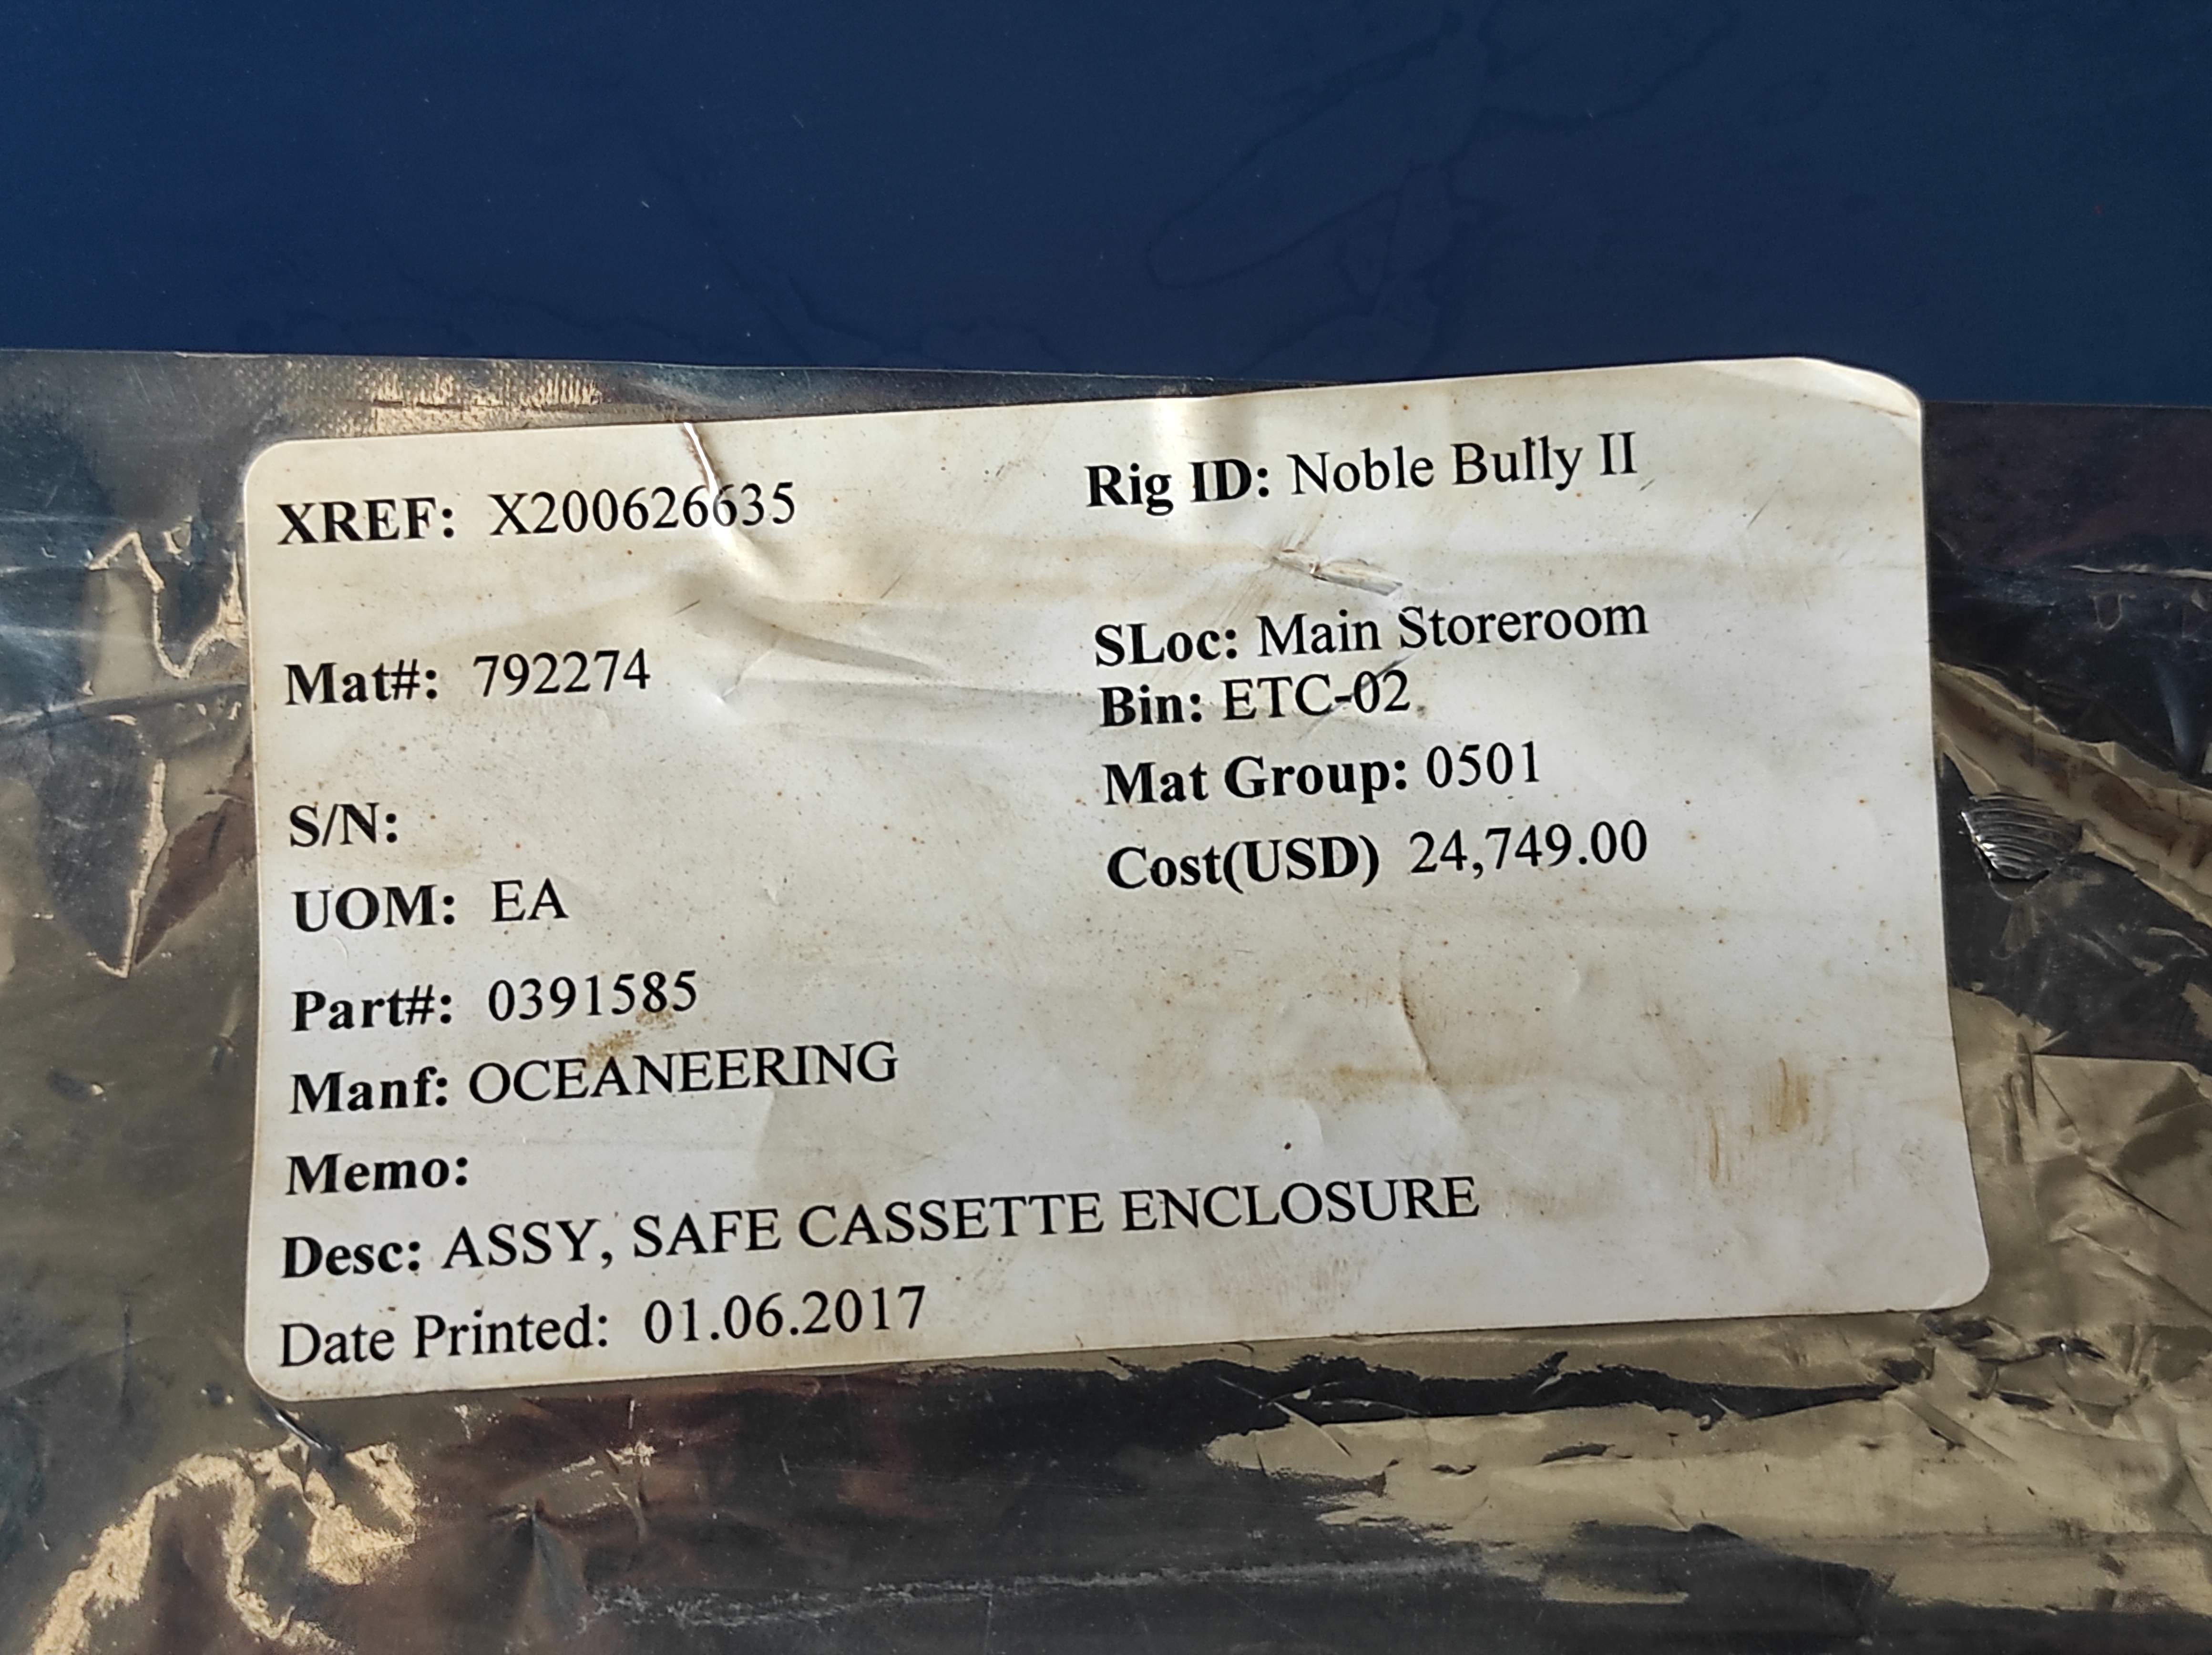 XREF: X200626635
Rig ID: Noble Bully II
Mat#: 792274
SLoc: Main Storeroom
Bin: ETC-02
Mat Group: 0501
S/N:
Cost(USD) 24,749.00
UOM: EA
Part#: 0391585
Manf: OCEANEERING
Memo:
Desc: ASSY, SAFE CASSETTE ENCLOSURE
Date Printed: 01.06.2017